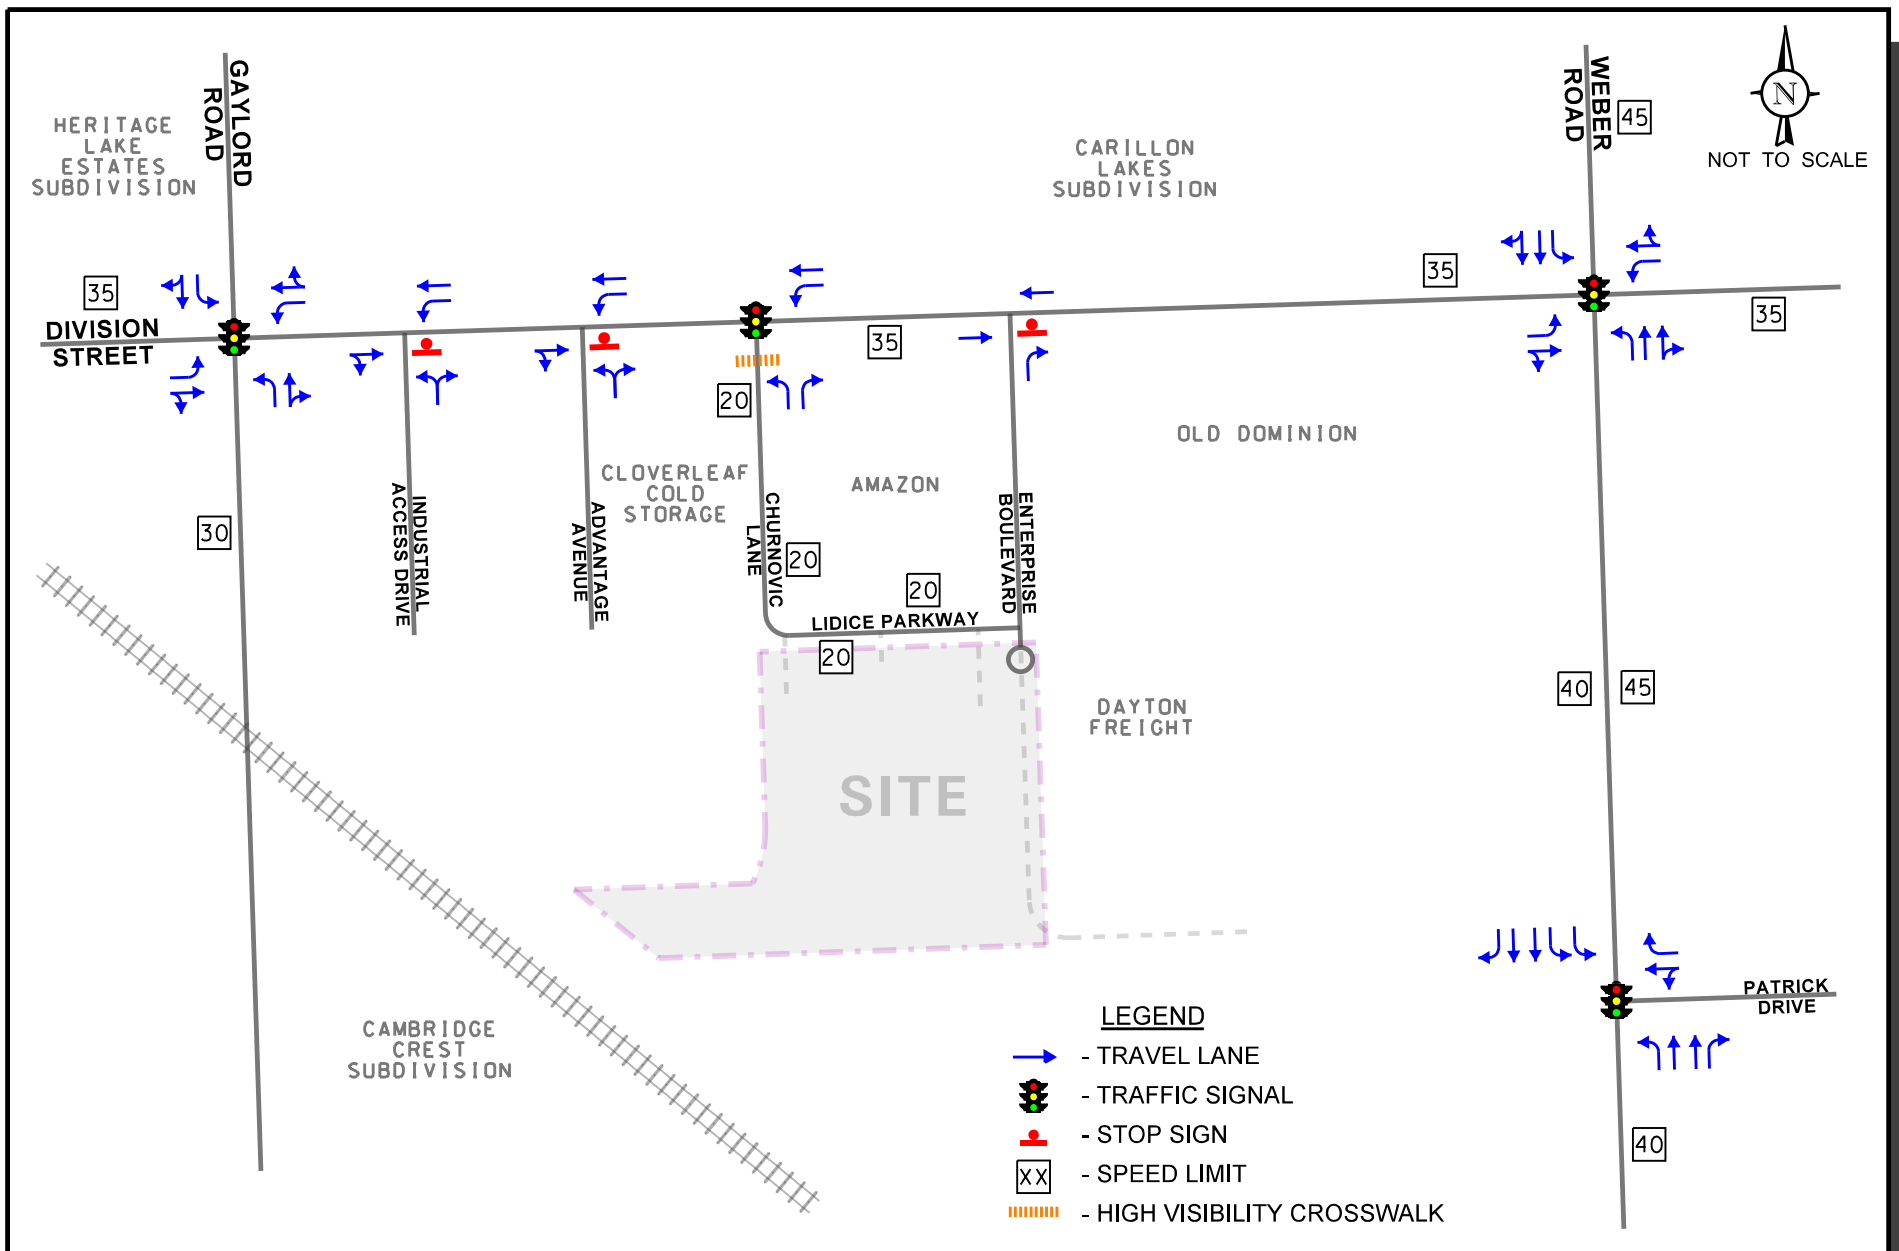 GAYLORD
ROAD
WEBER
ROAD
45
N
NOT TO SCALE
HERITAGE
LAKE
ESTATES
SUBDIVISION
CARILLON
LAKES
SUBDIVISION
35
DIVISION
STREET
35
35
35
20
OLD DOMINION
CLOVERLEAF
COLD
STORAGE
AMAZON
30
INDUSTRIAL
ACCESS DRIVE
ADVANTAGE
AVENUE
CHURNOVIC
LANE
20
ENTERPRISE
BOULEVARD
20
LIDICE PARKWAY
20
40
45
DAYTON
FREIGHT
SITE
PATRICK
DRIVE
CAMBRIDGE
CREST
SUBDIVISION
40
LEGEND
- TRAVEL LANE
- TRAFFIC SIGNAL
- STOP SIGN
XX - SPEED LIMIT
- HIGH VISIBILITY CROSSWALK